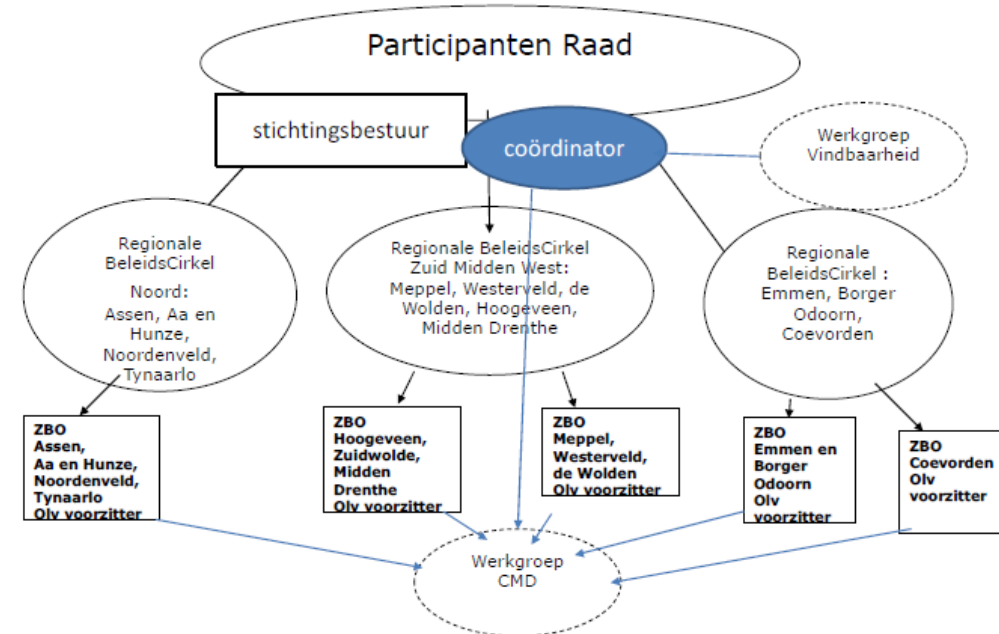 Participanten Raad
stichtingsbestuur
coördinator
Werkgroep
Vindbaarheid
Regionale
BeleidsCirkel
Noord:
Assen, Aa en
Hunze,
Noordenveld,
Tynaarlo
Regionale BeleidsCirkel
Zuid Midden West:
Meppel, Westerveld, de
Wolden, Hoogeveen,
Midden Drenthe
Regionale
BeleidsCirkel :
Emmen, Borger
Odoorn,
Coevorden
ZBO
Assen,
Aa en Hunze,
Noordenveld,
Tynaarlo
Olv voorzitter
ZBO
Hoogeveen,
Zuidwolde,
Midden
Drenthe
Olv voorzitter
ZBO
Meppel,
Westerveld,
de Wolden
Olv voorzitter
ZBO
Emmen en
Borger
Odoorn
Olv
voorzitter
ZBO
Coevorden
Olv
voorzitter
Werkgroep
CMD